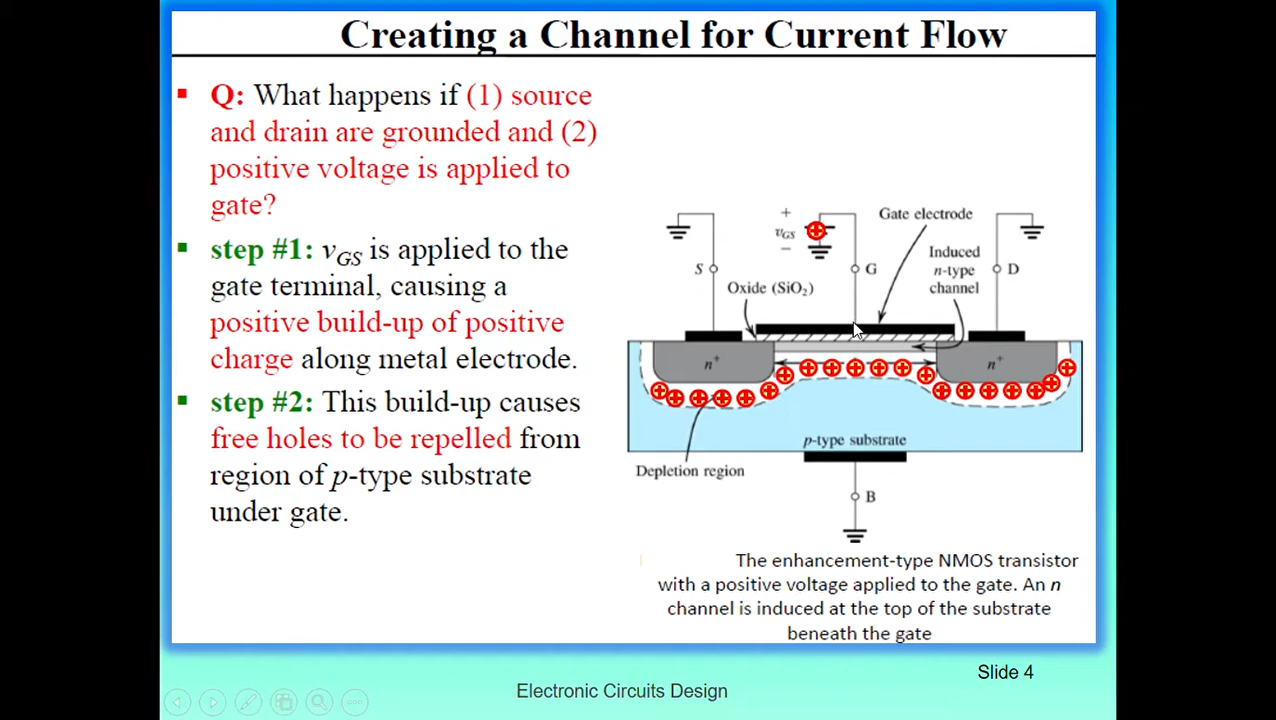 Creating a Channel for Current Flow
Q: What happens if (1) source
and drain are grounded and (2)
positive voltage is applied to
gate?
step #1: vGS is applied to the
gate terminal, causing a
positive build-up of positive
charge along metal electrode.
step #2: This build-up causes
free holes to be repelled from
region of p-type substrate
under gate.
+
vGS
−
Gate electrode
S
G
D
Induced
n-type
channel
Oxide (SiO₂)
n⁺
n⁺
p-type substrate
Depletion region
B
The enhancement-type NMOS transistor
with a positive voltage applied to the gate. An n
channel is induced at the top of the substrate
beneath the gate
Slide 4
Electronic Circuits Design